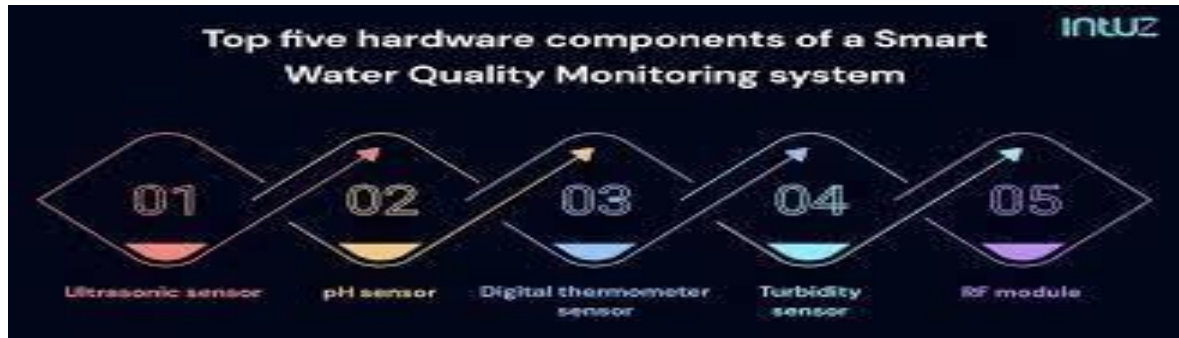 INTUZ
Top five hardware components of a Smart
Water Quality Monitoring system
01
02
03
04
05
Ultrasonic sensor
pH sensor
Digital thermometer
sensor
Turbidity
sensor
RF module